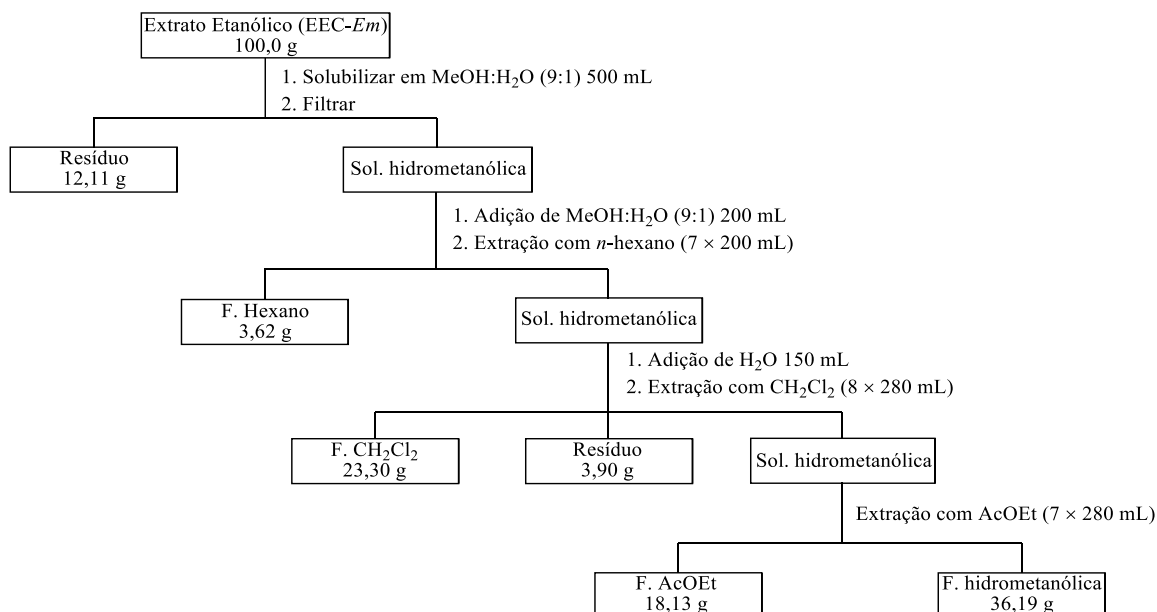 Extrato Etanólico (EEC-Em)
100,0 g
1. Solubilizar em MeOH:H₂O (9:1) 500 mL
2. Filtrar
Resíduo
12,11 g
Sol. hidrometanólica
1. Adição de MeOH:H₂O (9:1) 200 mL
2. Extração com n-hexano (7 × 200 mL)
F. Hexano
3,62 g
Sol. hidrometanólica
1. Adição de H₂O 150 mL
2. Extração com CH₂Cl₂ (8 × 280 mL)
F. CH₂Cl₂
23,30 g
Resíduo
3,90 g
Sol. hidrometanólica
Extração com AcOEt (7 × 280 mL)
F. AcOEt
18,13 g
F. hidrometanólica
36,19 g